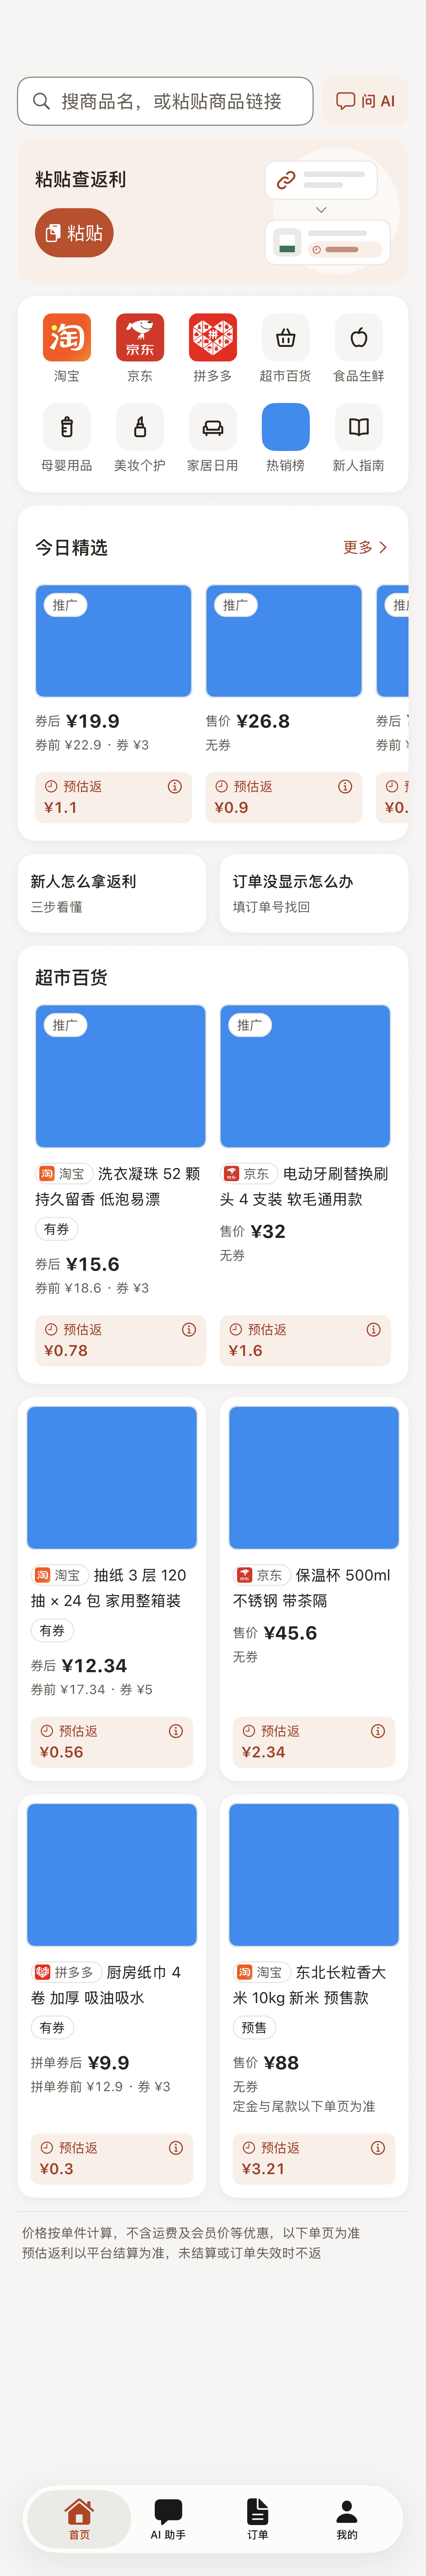 搜商品名，或粘贴商品链接
问 AI
粘贴查返利
粘贴
淘
京东
拼
淘宝
京东
拼多多
超市百货
食品生鲜
母婴用品
美妆个护
家居日用
热销榜
新人指南
今日精选
更多
推广
推广
推广
券后 ¥19.9
售价 ¥26.8
券后
券前 ¥22.9 · 券 ¥3
无券
券前
预估返
预估返
¥1.1
¥0.9
¥0.
新人怎么拿返利
订单没显示怎么办
三步看懂
填订单号找回
超市百货
推广
推广
淘 淘宝 洗衣凝珠 52 颗
持久留香 低泡易漂
有券
券后 ¥15.6
券前 ¥18.6 · 券 ¥3
预估返
¥0.78
京东 电动牙刷替换刷
头 4 支装 软毛通用款
售价 ¥32
无券
预估返
¥1.6
淘 淘宝 抽纸 3 层 120
抽 × 24 包 家用整箱装
有券
券后 ¥12.34
券前 ¥17.34 · 券 ¥5
预估返
¥0.56
京东 保温杯 500ml
不锈钢 带茶隔
售价 ¥45.6
无券
预估返
¥2.34
拼多多 厨房纸巾 4
卷 加厚 吸油吸水
有券
拼单券后 ¥9.9
拼单券前 ¥12.9 · 券 ¥3
预估返
¥0.3
淘 淘宝 东北长粒香大
米 10kg 新米 预售款
预售
售价 ¥88
无券
定金与尾款以下单页为准
预估返
¥3.21
价格按单件计算，不含运费及会员价等优惠，以下单页为准
预估返利以平台结算为准，未结算或订单失效时不返
首页
AI 助手
订单
我的